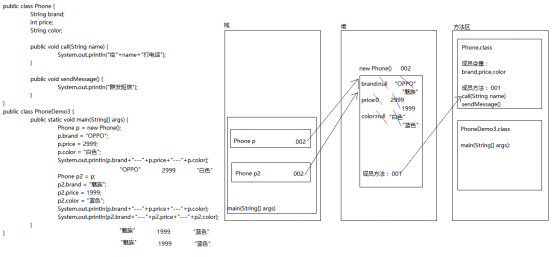 public class Phone {
String brand;
int price;
String color;
public void call(String name) {
System.out.println("给"+name+"打电话");
}
public void sendMessage() {
System.out.println("群发短信");
}
}
public class PhoneDemo3 {
public static void main(String[] args) {
Phone p = new Phone();
p.brand = "OPPO";
p.price = 2999;
p.color = "白色";
System.out.println(p.brand+"---"+p.price+"---"+p.color);
"OPPO" 2999 "白色"
Phone p2 = p;
p2.brand = "魅族";
p2.price = 1999;
p2.color = "蓝色";
System.out.println(p.brand+"---"+p.price+"---"+p.color);
System.out.println(p2.brand+"---"+p2.price+"---"+p2.color);
}
"魅族" 1999 "蓝色"
}
"魅族" 1999 "蓝色"
栈
Phone p 002
Phone p2 002
main(String[] args)
堆
new Phone() 002
brand:null "OPPO"
"魅族"
price:0 2999
1999
color:null "白色"
"蓝色"
成员方法：001
方法区
Phone.class
成员变量：
brand,price,color
成员方法：001
call(String name)
sendMessage()
PhoneDemo3.class
main(String[] args):